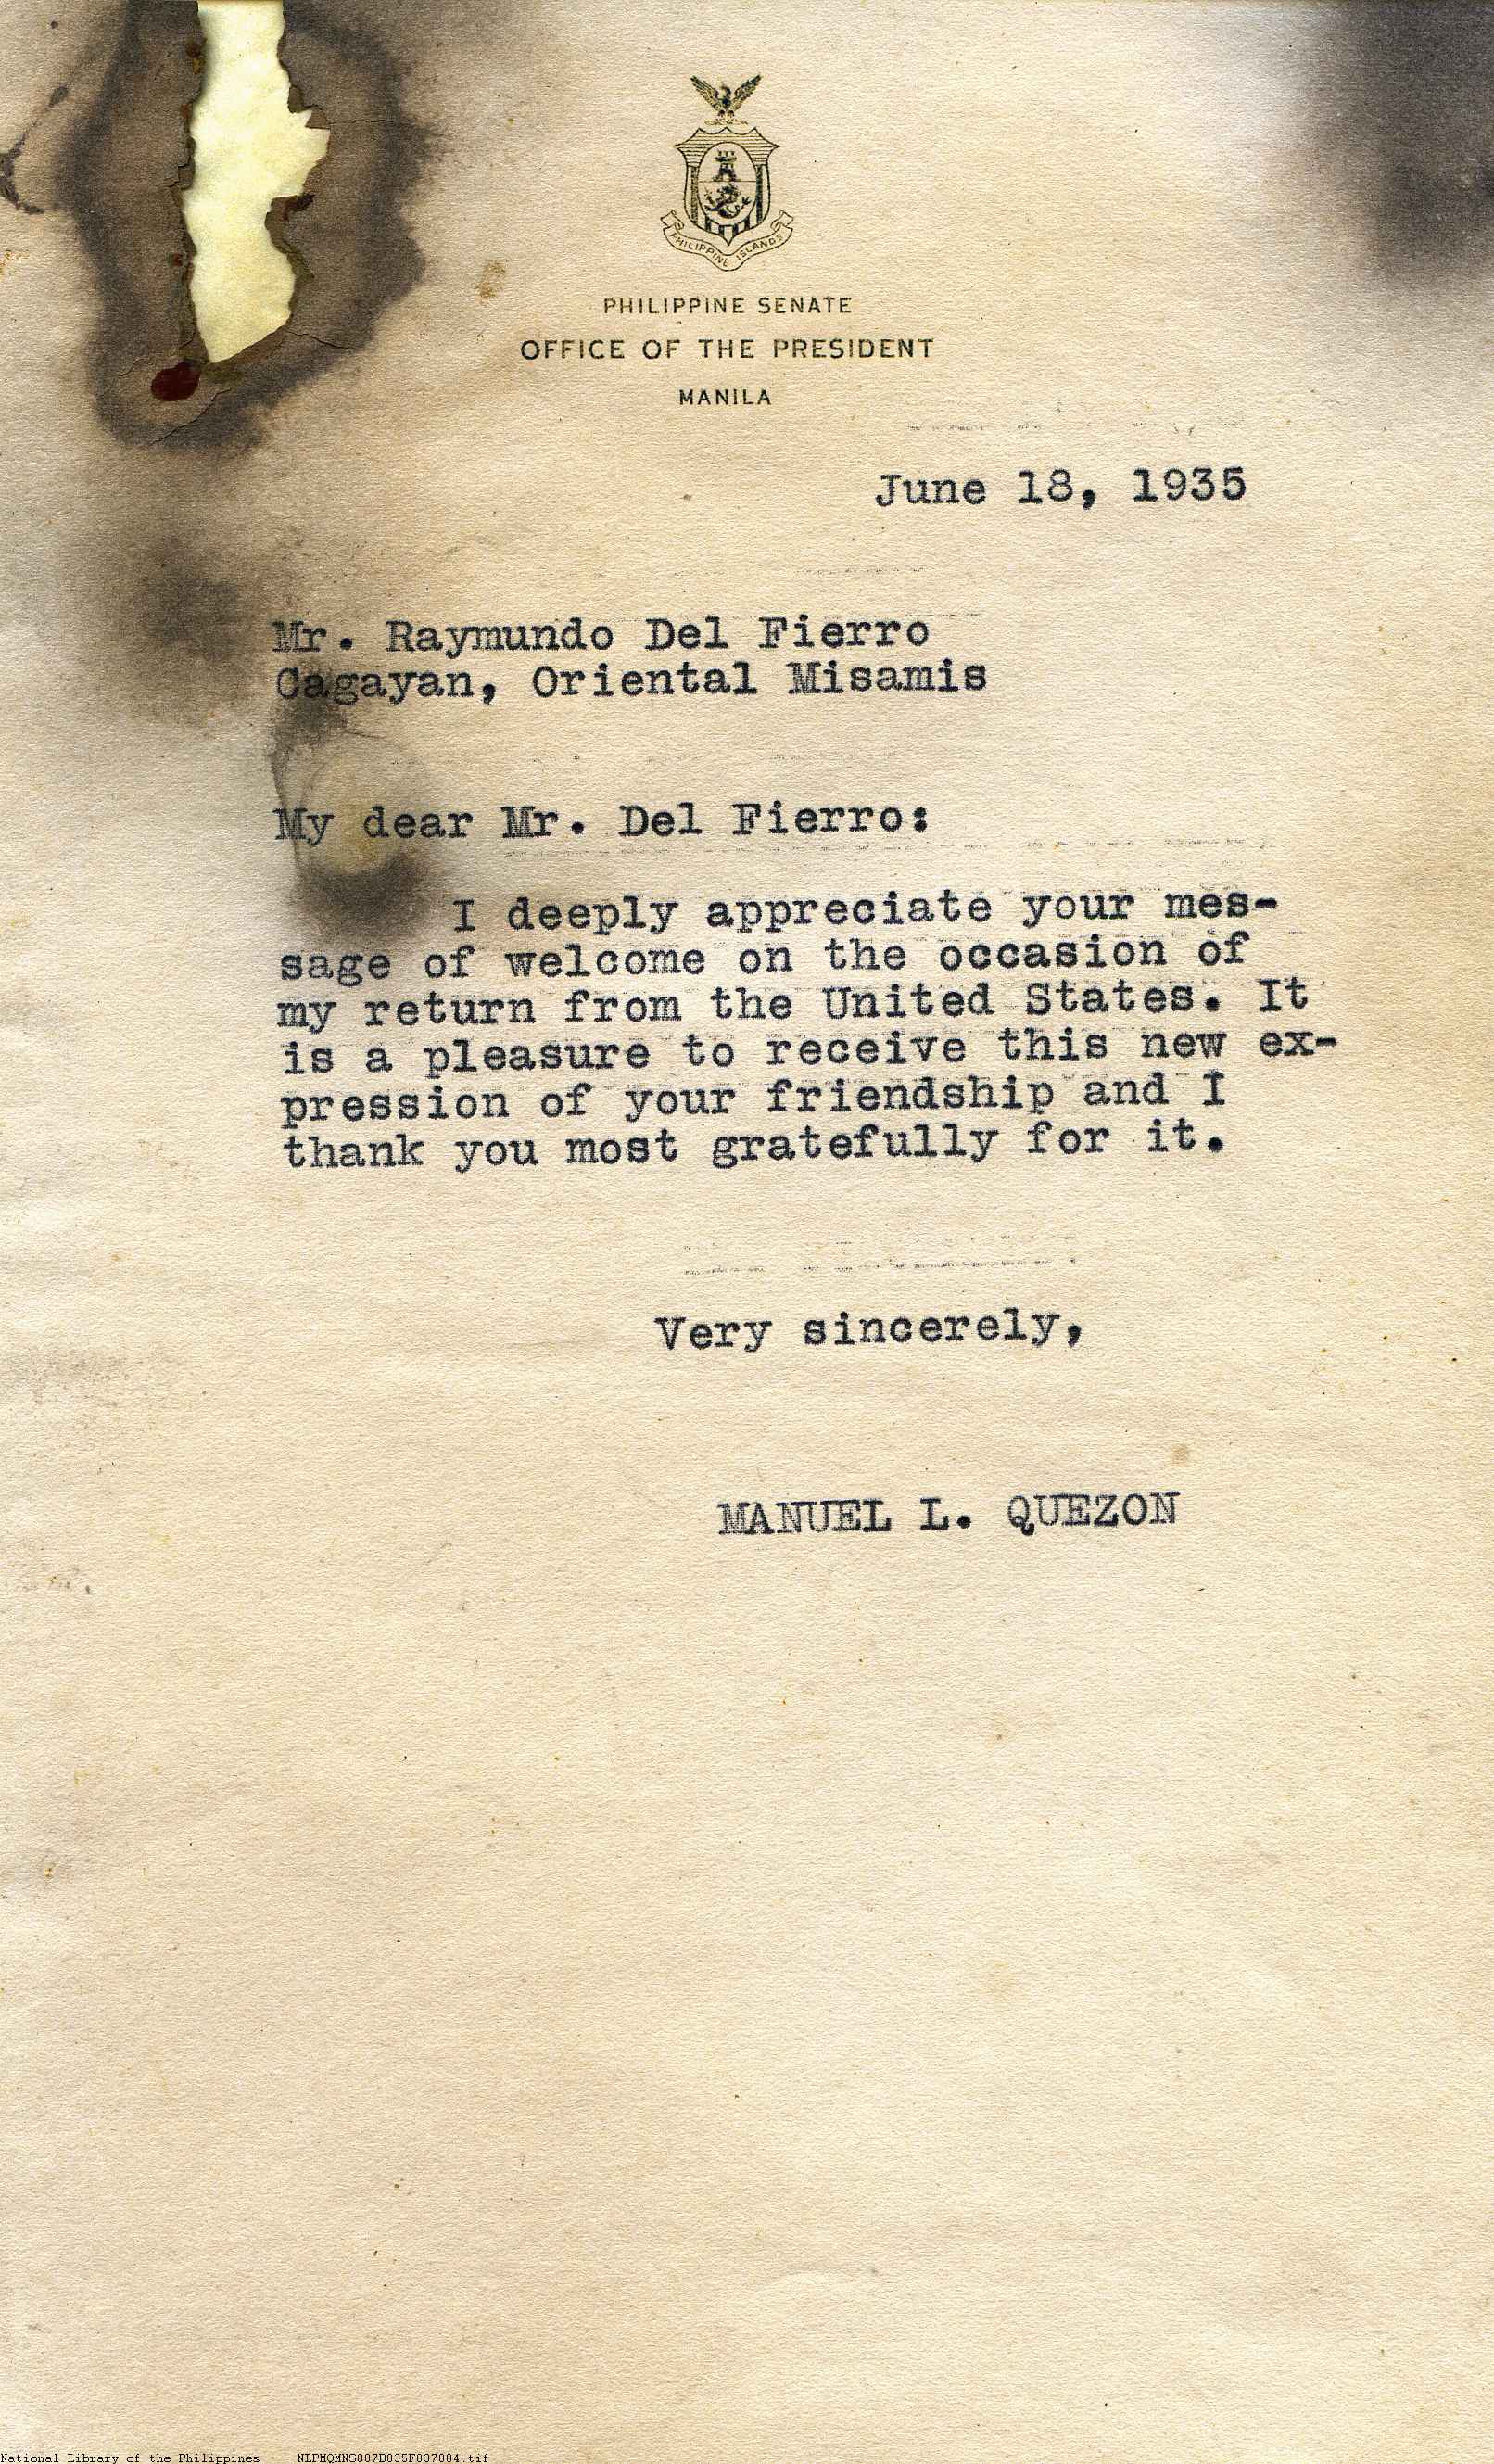 PHILIPPINE ISLANDS
PHILIPPINE SENATE
OFFICE OF THE PRESIDENT
MANILA
June 18, 1935
Mr. Raymundo Del Fierro
Cagayan, Oriental Misamis
My dear Mr. Del Fierro:
I deeply appreciate your mes-
sage of welcome on the occasion of
my return from the United States. It
is a pleasure to receive this new ex-
pression of your friendship and I
thank you most gratefully for it.
Very sincerely,
MANUEL L. QUEZON
National Library of the Philippines NLPMQMNS007B035F037004.tif